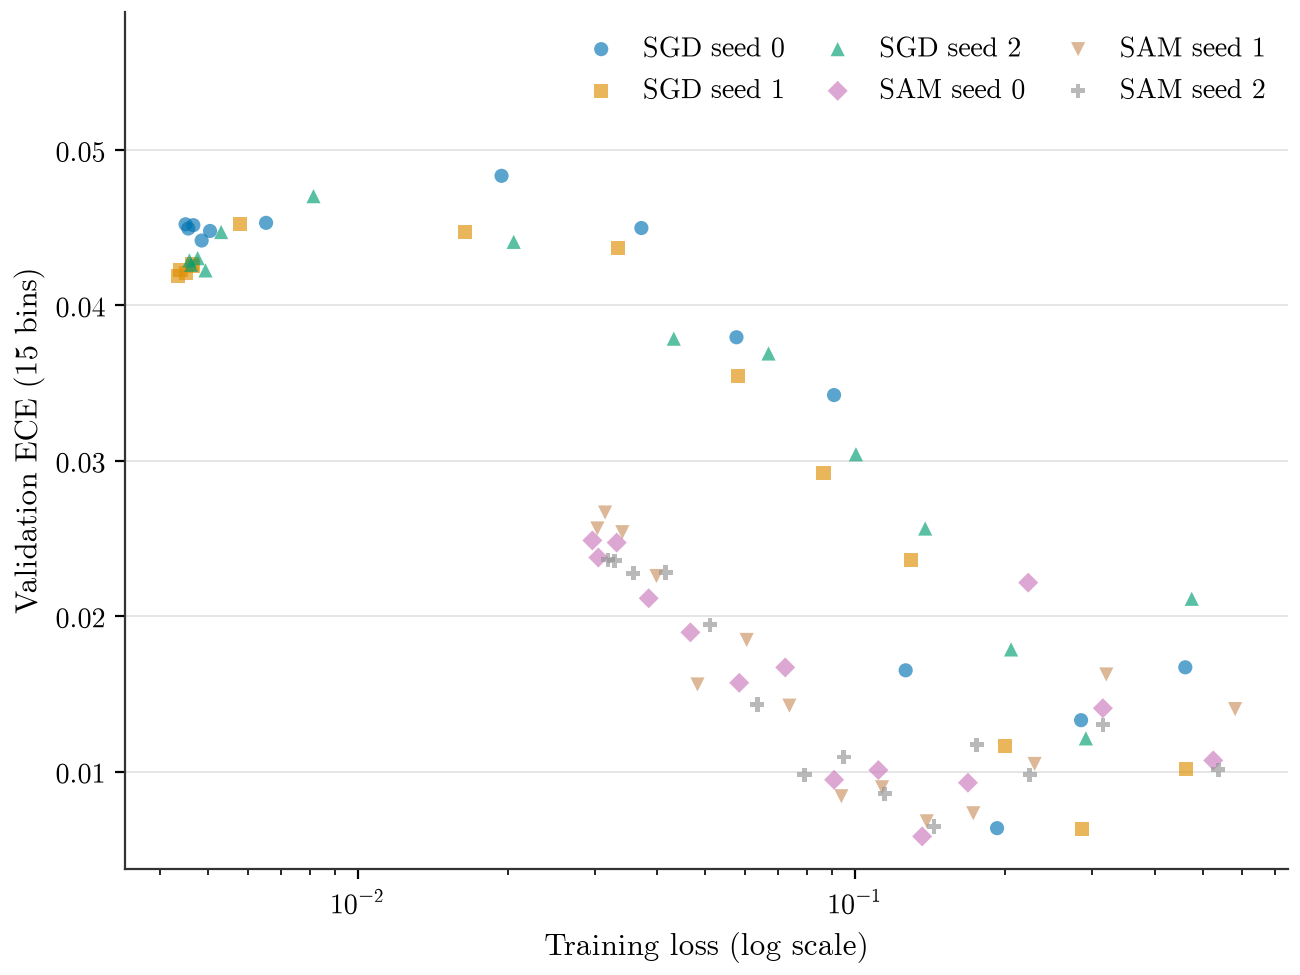 SGD seed 0
SGD seed 1
SGD seed 2
SAM seed 0
SAM seed 1
SAM seed 2
0.05
0.04
0.03
0.02
0.01
Validation ECE (15 bins)
10⁻²
10⁻¹
Training loss (log scale)